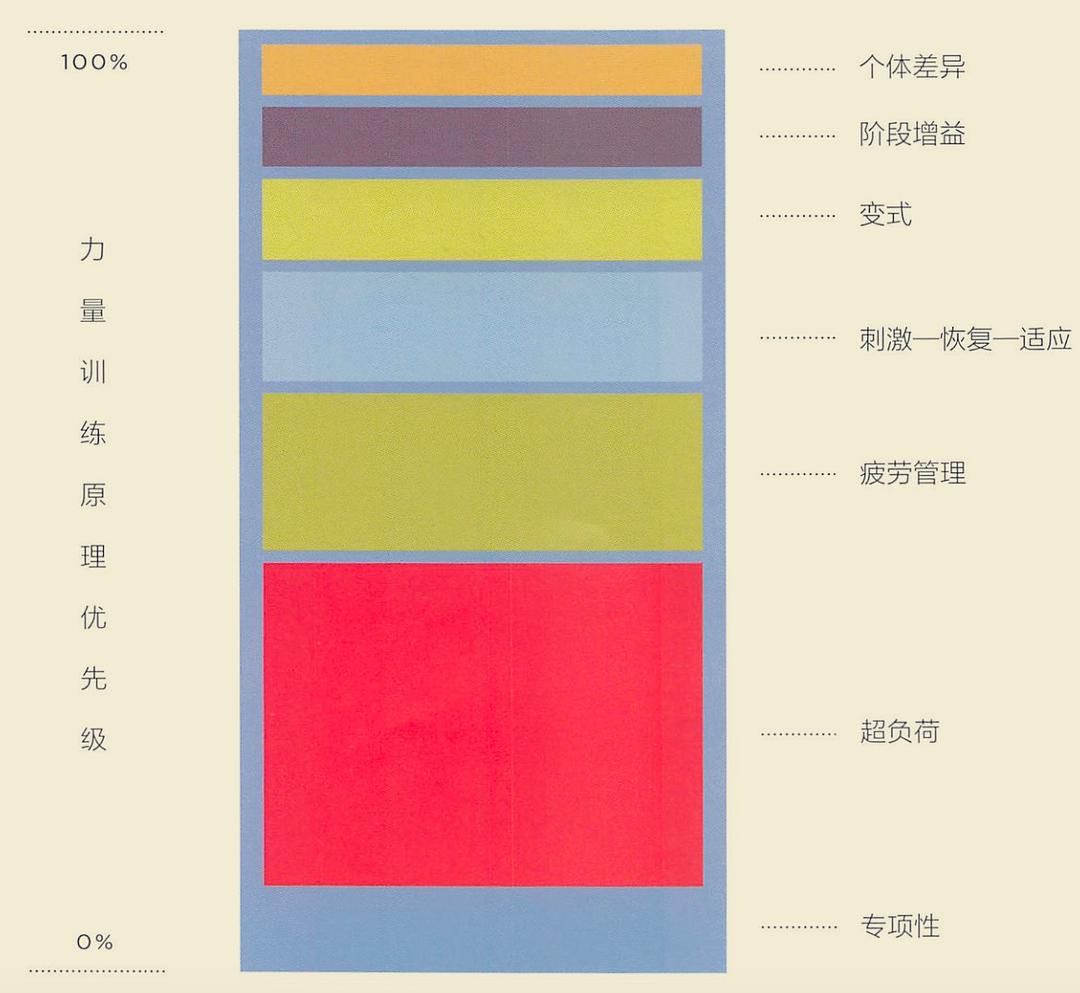 100%
力量训练原理优先级
0%
个体差异
阶段增益
变式
刺激—恢复—适应
疲劳管理
超负荷
专项性